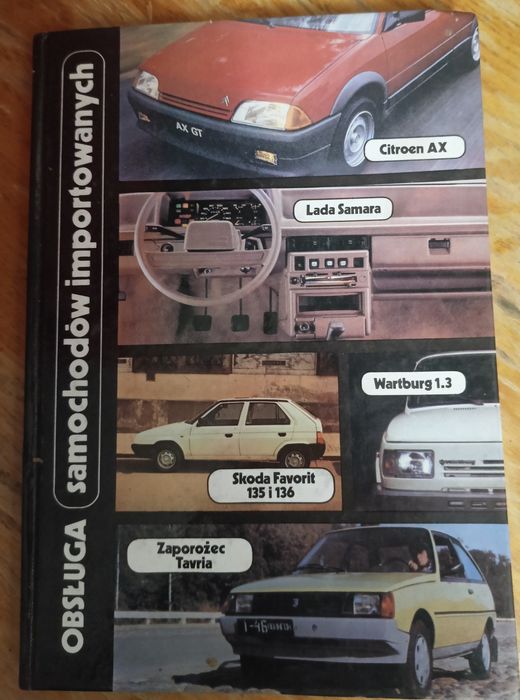 OBSŁUGA samochodów importowanych
AX GT
Citroen AX
Lada Samara
Wartburg 1.3
Skoda Favorit
135 i 136
Zaporożec
Tavria